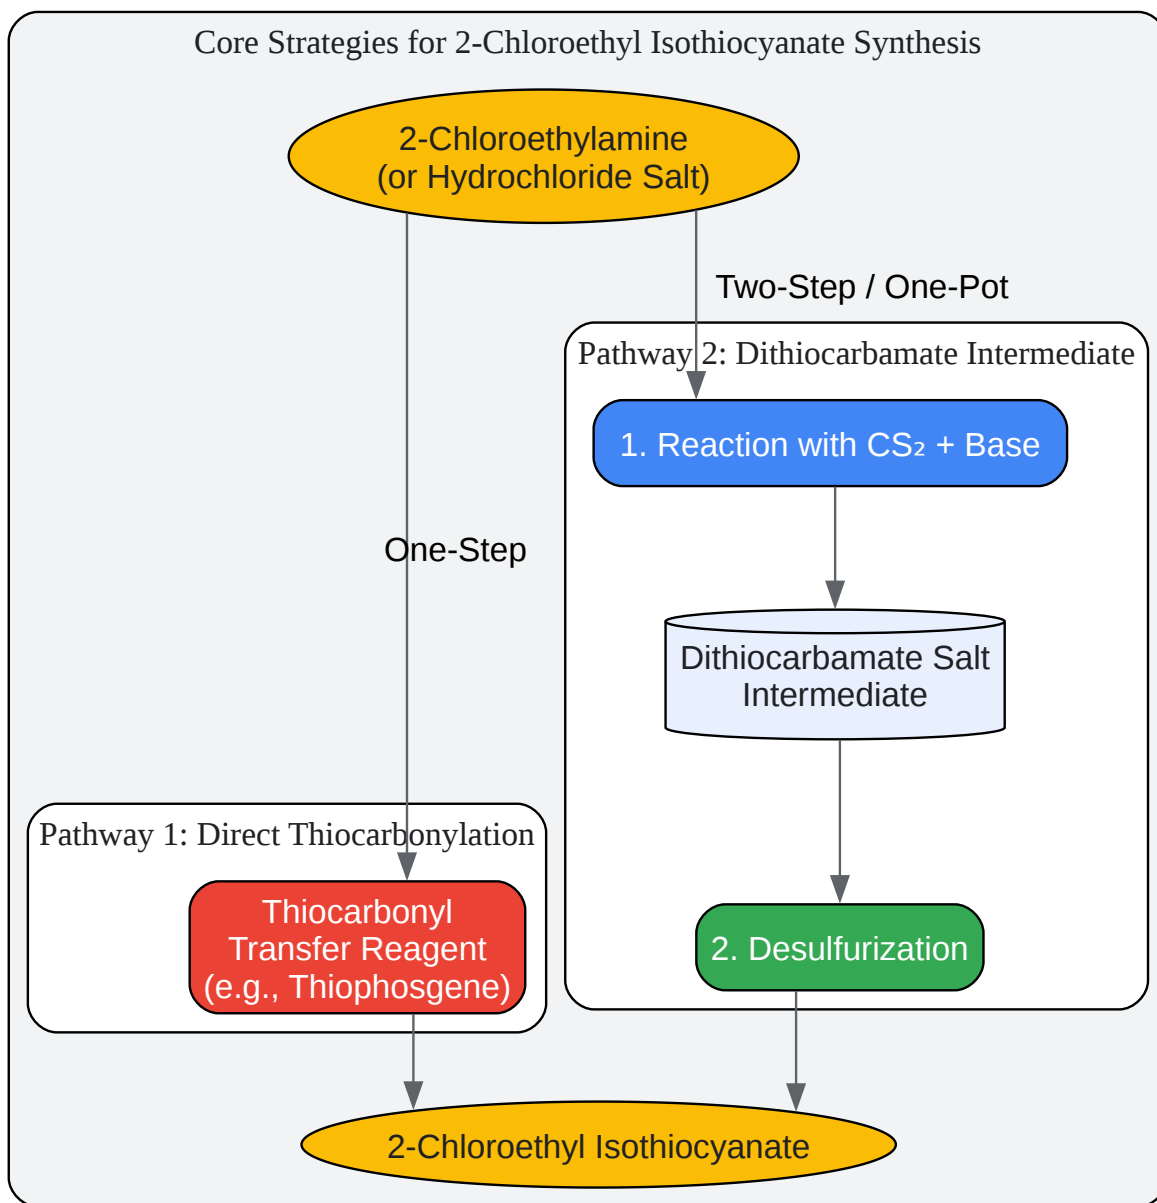 Core Strategies for 2-Chloroethyl Isothiocyanate Synthesis
2-Chloroethylamine
(or Hydrochloride Salt)
Two-Step / One-Pot
Pathway 2: Dithiocarbamate Intermediate
1. Reaction with CS₂ + Base
One-Step
Dithiocarbamate Salt
Intermediate
Pathway 1: Direct Thiocarbonylation
Thiocarbonyl
Transfer Reagent
(e.g., Thiophosgene)
2. Desulfurization
2-Chloroethyl Isothiocyanate